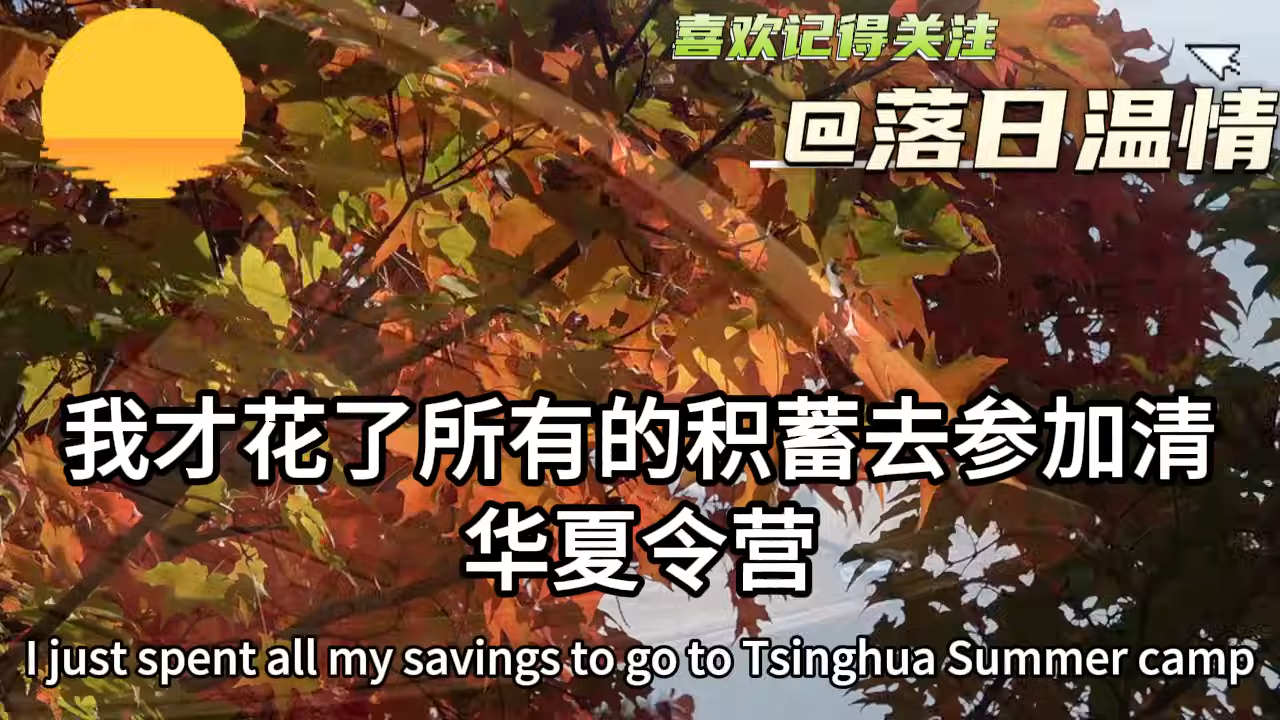 喜欢记得关注
@落日温情
我才花了所有的积蓄去参加清
华夏令营
I just spent all my savings to go to Tsinghua Summer camp